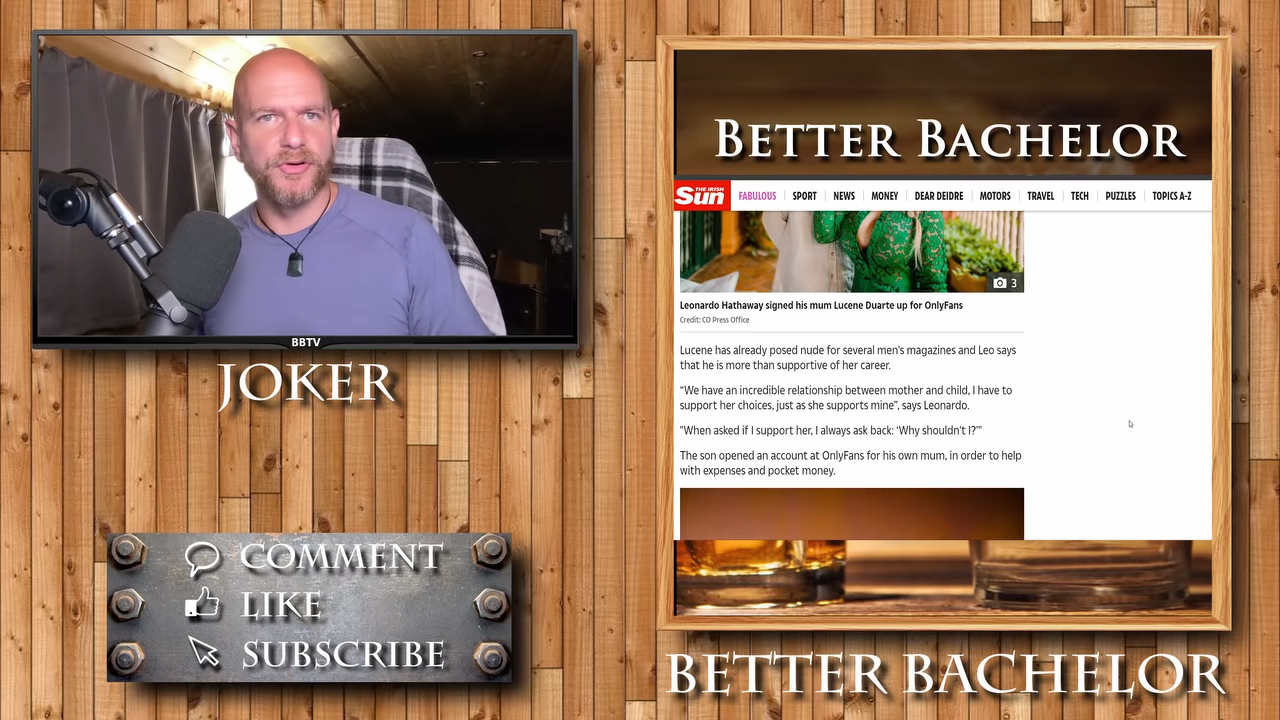 BBTV
JOKER
COMMENT
LIKE
SUBSCRIBE
BETTER BACHELOR
THE IRISH
Sun
FABULOUS SPORT NEWS MONEY DEAR DEIDRE MOTORS TRAVEL TECH PUZZLES TOPICS A-Z
3
Leonardo Hathaway signed his mum Lucene Duarte up for OnlyFans
Credit: CO Press Office
Lucene has already posed nude for several men's magazines and Leo says
that he is more than supportive of her career.
“We have an incredible relationship between mother and child, I have to
support her choices, just as she supports mine”, says Leonardo.
"When asked if I support her, I always ask back: ‘Why shouldn't I?’"
The son opened an account at OnlyFans for his own mum, in order to help
with expenses and pocket money.
BETTER BACHELOR